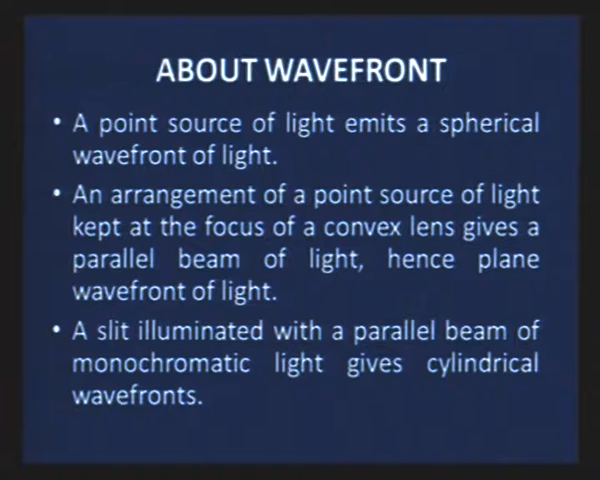 ABOUT WAVEFRONT
• A point source of light emits a spherical
wavefront of light.
• An arrangement of a point source of light
kept at the focus of a convex lens gives a
parallel beam of light, hence plane
wavefront of light.
• A slit illuminated with a parallel beam of
monochromatic light gives cylindrical
wavefronts.